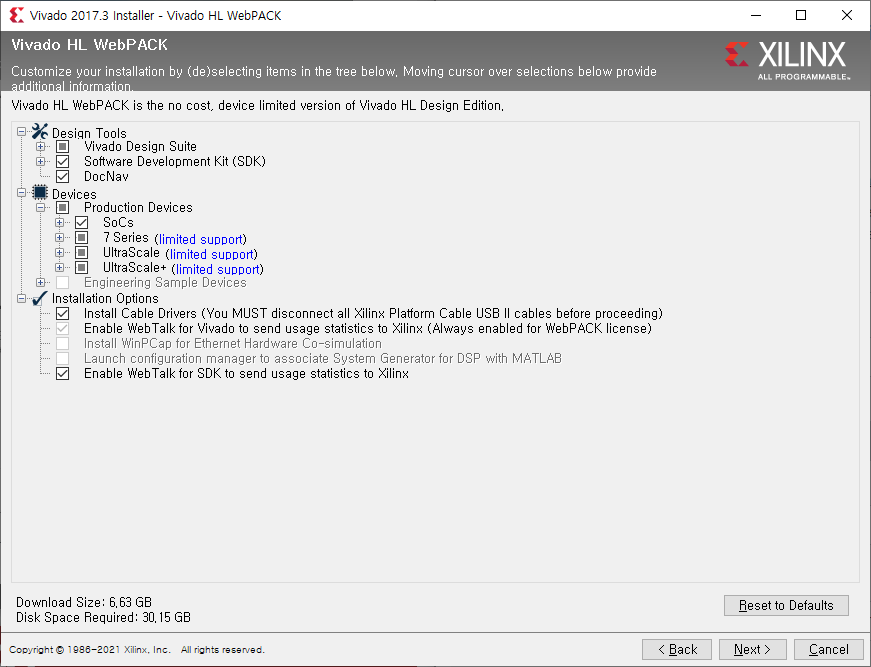 Vivado 2017.3 Installer - Vivado HL WebPACK
Vivado HL WebPACK
XILINX
ALL PROGRAMMABLE™
Customize your installation by (de)selecting items in the tree below. Moving cursor over selections below provide
additional information.
Vivado HL WebPACK is the no cost, device limited version of Vivado HL Design Edition.
Design Tools
Vivado Design Suite
Software Development Kit (SDK)
DocNav
Devices
Production Devices
SoCs
7 Series (limited support)
UltraScale (limited support)
UltraScale+ (limited support)
Engineering Sample Devices
Installation Options
Install Cable Drivers (You MUST disconnect all Xilinx Platform Cable USB II cables before proceeding)
Enable WebTalk for Vivado to send usage statistics to Xilinx (Always enabled for WebPACK license)
Install WinPCap for Ethernet Hardware Co-simulation
Launch configuration manager to associate System Generator for DSP with MATLAB
Enable WebTalk for SDK to send usage statistics to Xilinx
Download Size: 6,63 GB
Disk Space Required: 30,15 GB
Reset to Defaults
Copyright © 1986-2021 Xilinx, Inc. All rights reserved.
< Back
Next >
Cancel